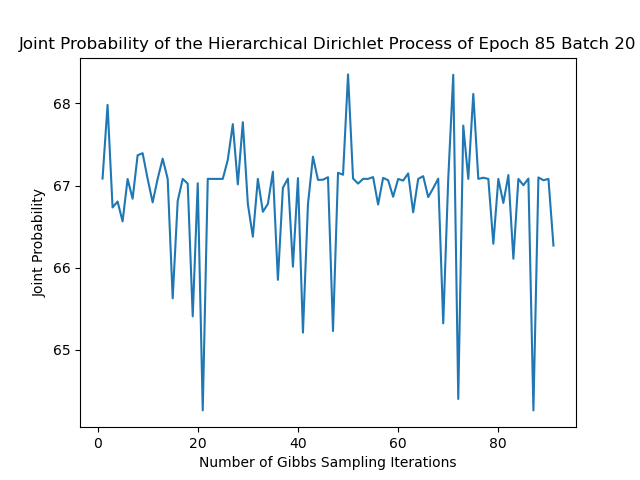 Joint Probability of the Hierarchical Dirichlet Process of Epoch 85 Batch 20
68
67
66
65
Joint Probability
0 20 40 60 80
Number of Gibbs Sampling Iterations